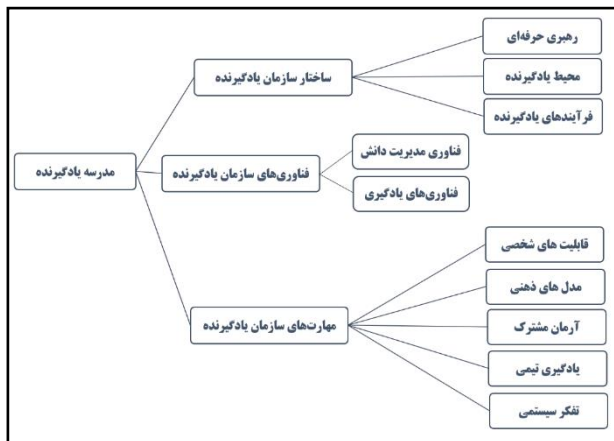 رهبری حرفه‌ای
ساختار سازمان یادگیرنده
محیط یادگیرنده
فرآیندهای یادگیرنده
فناوری مدیریت دانش
مدرسه یادگیرنده
فناوری‌های سازمان یادگیرنده
فناوری‌های یادگیری
قابلیت های شخصی
مدل های ذهنی
مهارت‌های سازمان یادگیرنده
آرمان مشترک
یادگیری تیمی
تفکر سیستمی